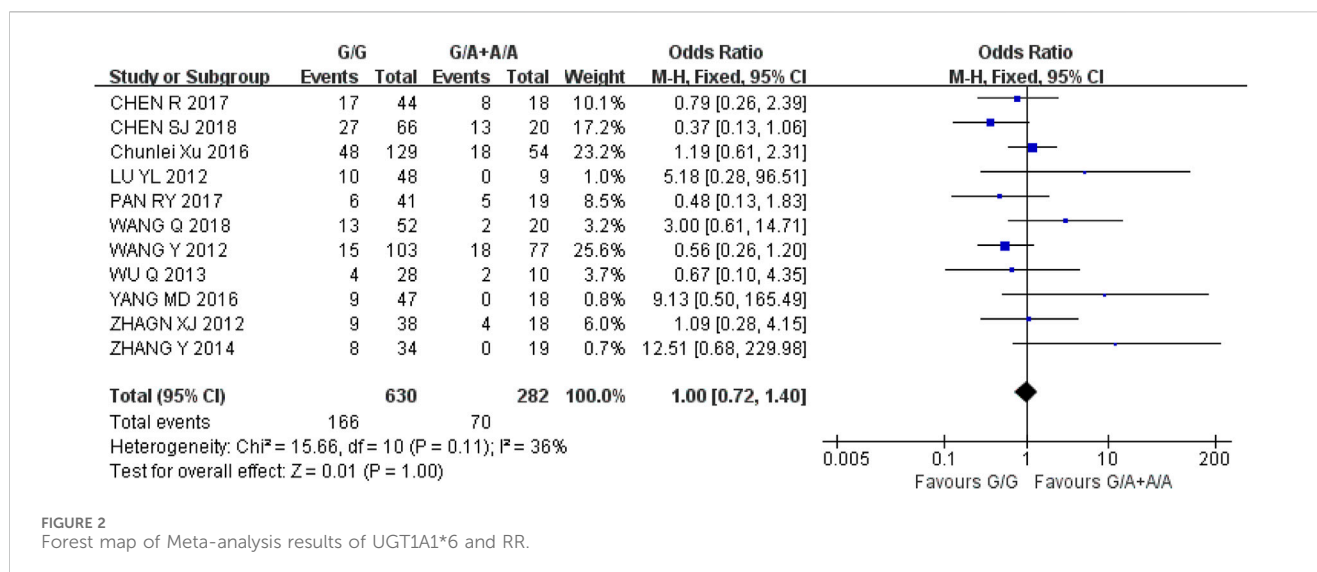 G/G G/A+A/A Odds Ratio Odds Ratio
Study or Subgroup Events Total Events Total Weight M-H, Fixed, 95% CI M-H, Fixed, 95% CI
CHEN R 2017 17 44 8 18 10.1% 0.79 [0.26, 2.39]
CHEN SJ 2018 27 66 13 20 17.2% 0.37 [0.13, 1.06]
Chunlei Xu 2016 48 129 18 54 23.2% 1.19 [0.61, 2.31]
LU YL 2012 10 48 0 9 1.0% 5.18 [0.28, 96.51]
PAN RY 2017 6 41 5 19 8.5% 0.48 [0.13, 1.83]
WANG Q 2018 13 52 2 20 3.2% 3.00 [0.61, 14.71]
WANG Y 2012 15 103 18 77 25.6% 0.56 [0.26, 1.20]
WU Q 2013 4 28 2 10 3.7% 0.67 [0.10, 4.35]
YANG MD 2016 9 47 0 18 0.8% 9.13 [0.50, 165.49]
ZHAGN XJ 2012 9 38 4 18 6.0% 1.09 [0.28, 4.15]
ZHANG Y 2014 8 34 0 19 0.7% 12.51 [0.68, 229.98]
Total (95% CI) 630 282 100.0% 1.00 [0.72, 1.40]
Total events 166 70
Heterogeneity: Chi² = 15.66, df = 10 (P = 0.11); I² = 36%
Test for overall effect: Z = 0.01 (P = 1.00)
0.005 0.1 1 10 200
Favours G/G Favours G/A+A/A
FIGURE 2
Forest map of Meta-analysis results of UGT1A1*6 and RR.